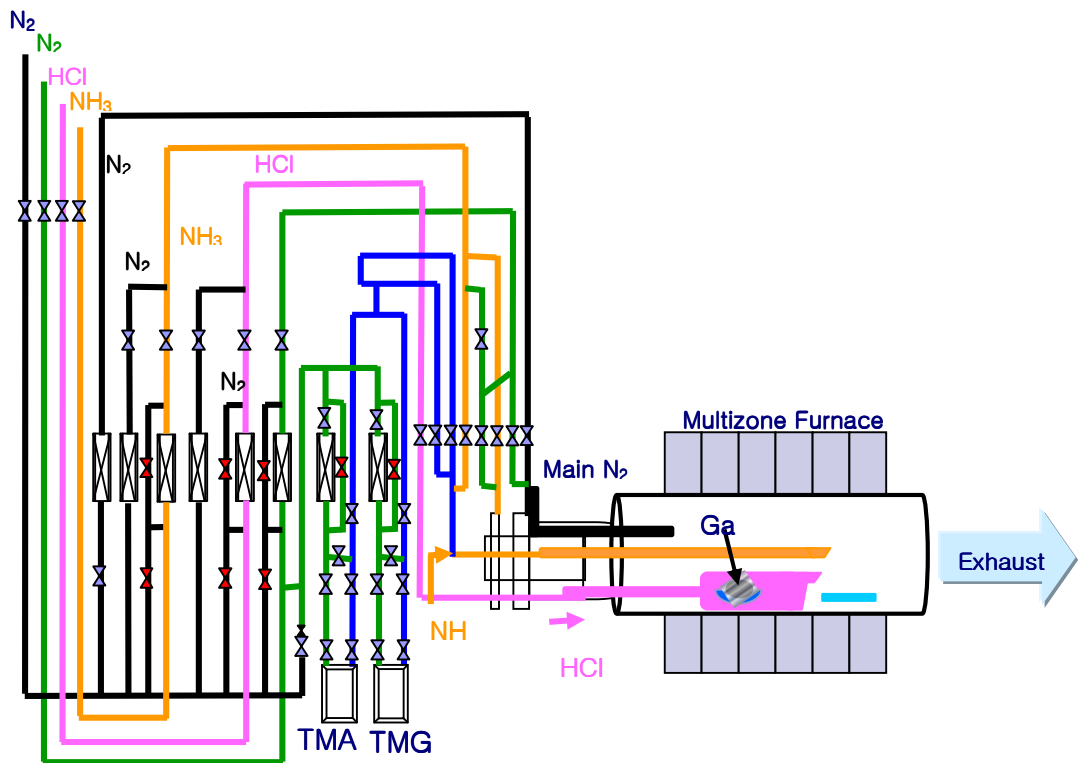 N₂
N₂
HCl
NH₃
N₂
HCl
NH₃
N₂
N₂
Multizone Furnace
Main N₂
Ga
Exhaust
NH
HCl
TMA
TMG